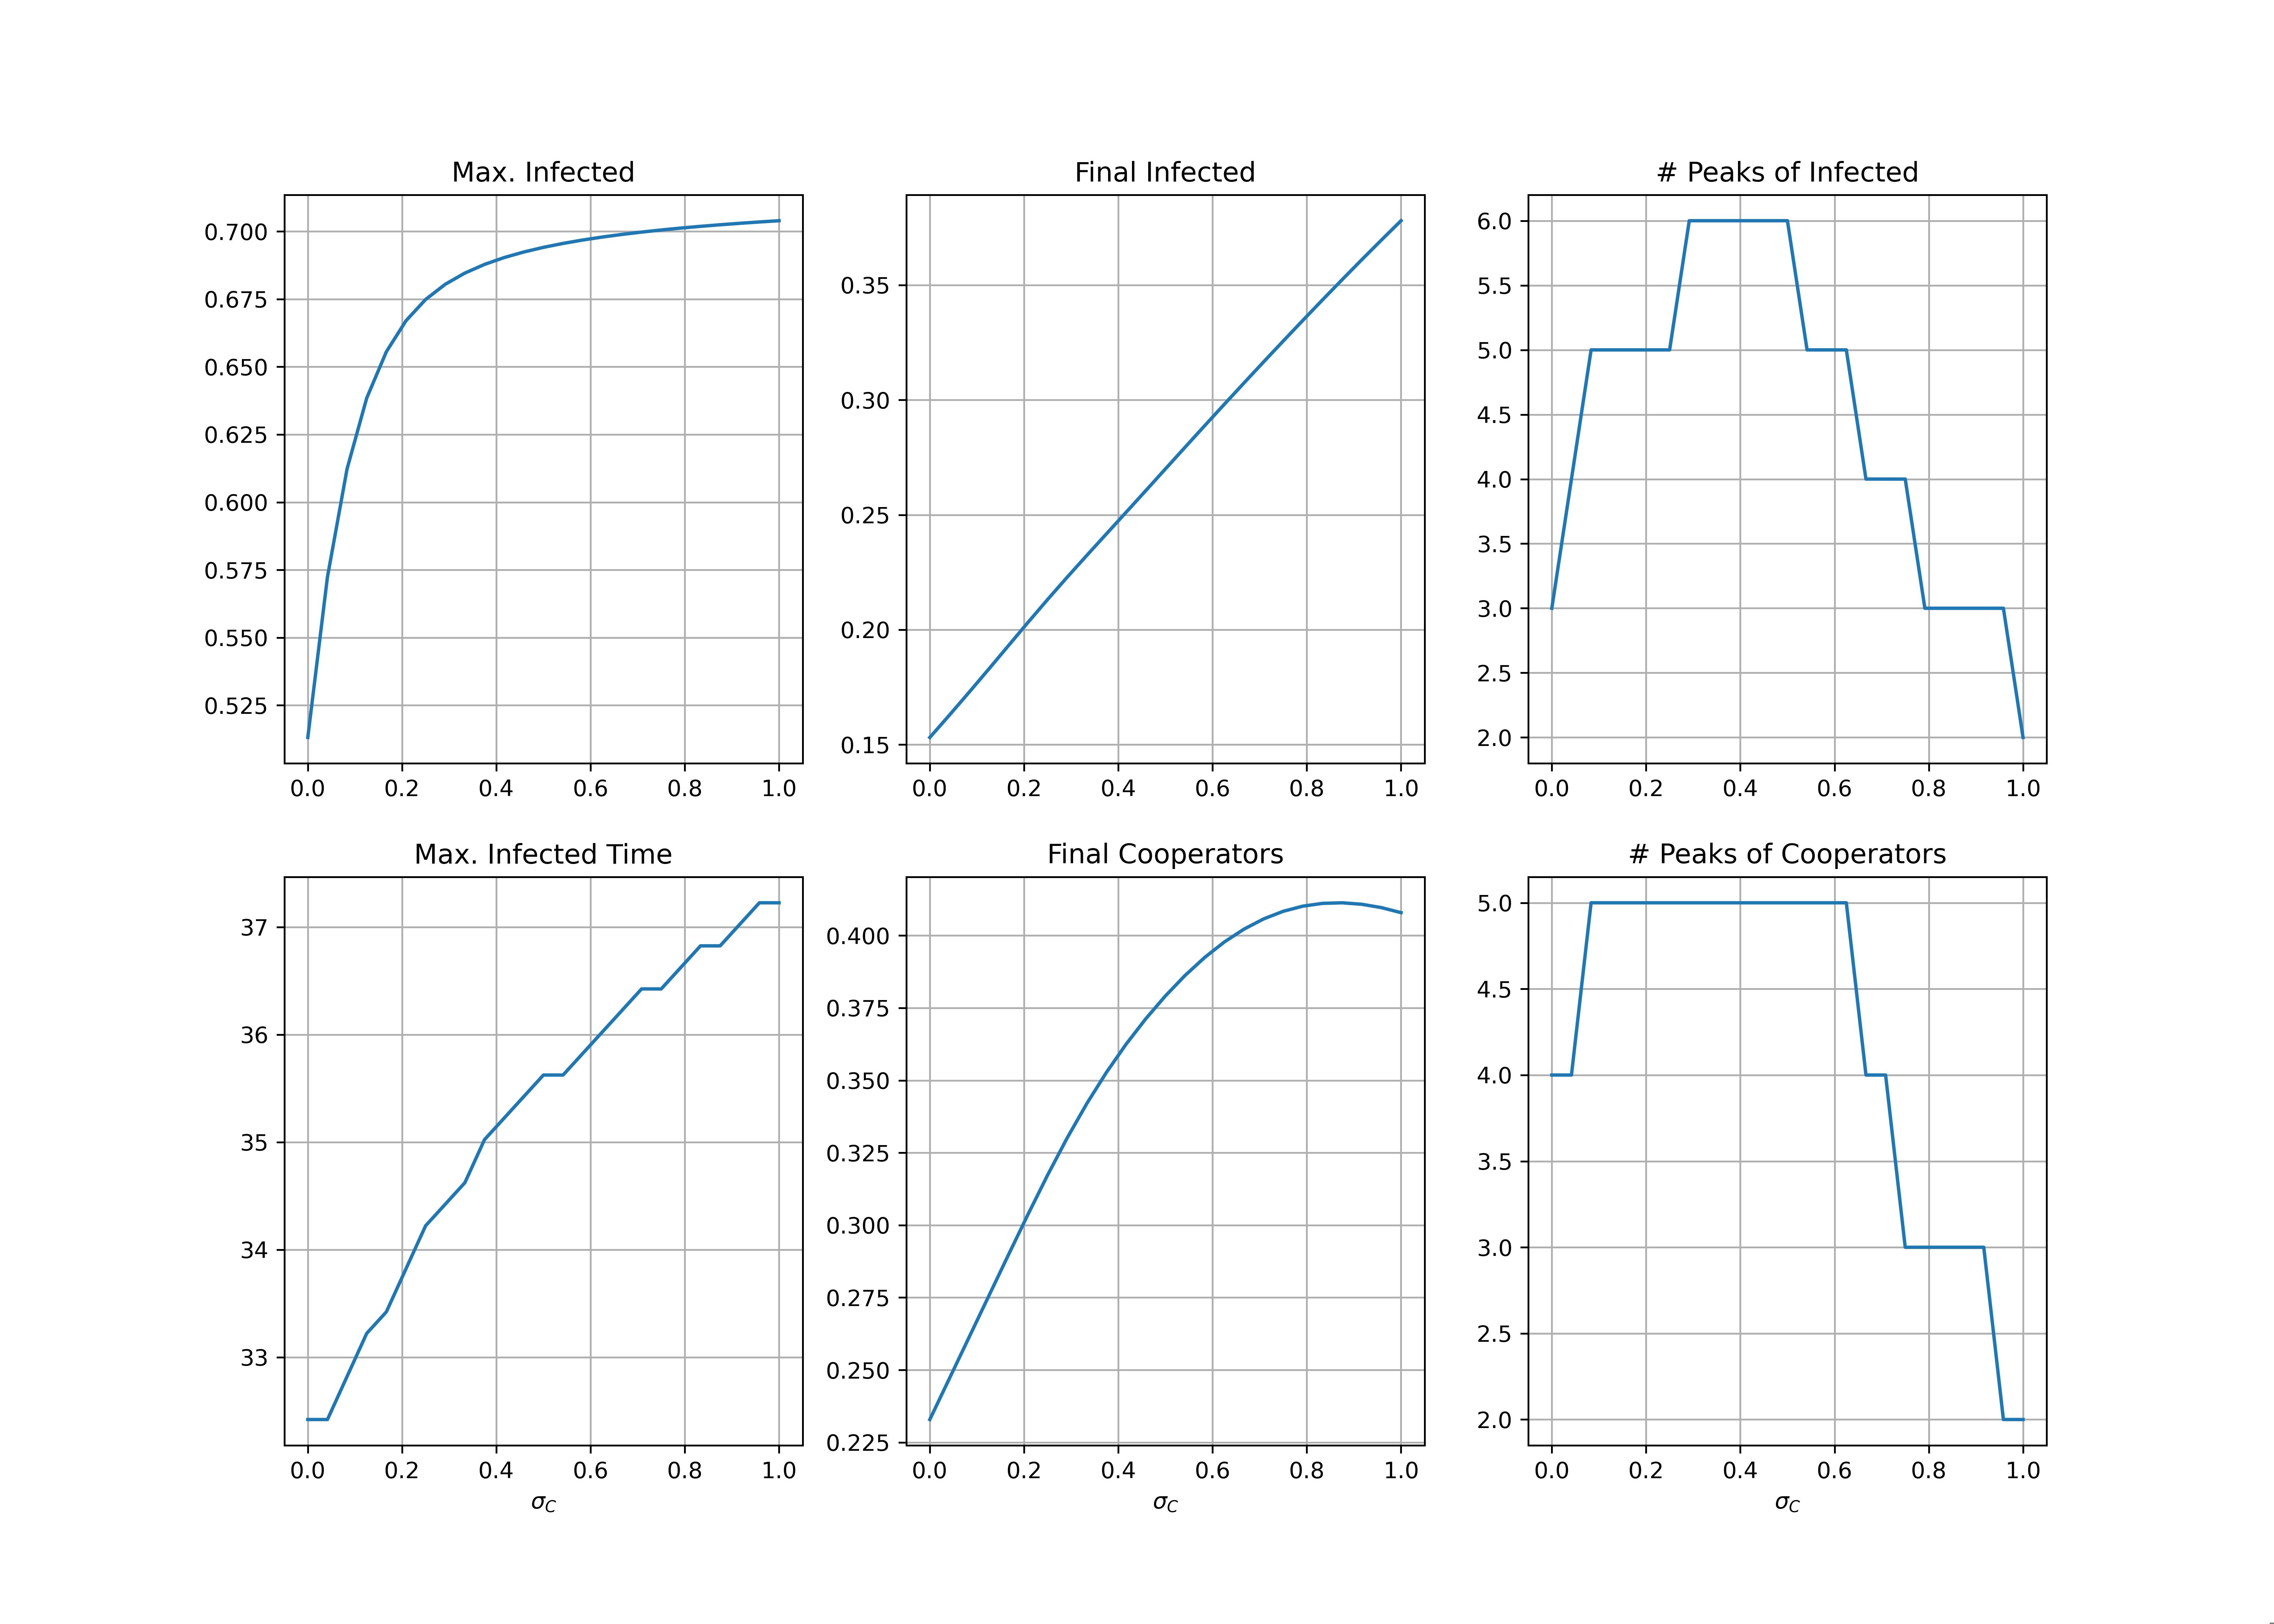 Max. Infected
0.700
0.675
0.650
0.625
0.600
0.575
0.550
0.525
0.0 0.2 0.4 0.6 0.8 1.0
Final Infected
0.35
0.30
0.25
0.20
0.15
0.0 0.2 0.4 0.6 0.8 1.0
# Peaks of Infected
6.0
5.5
5.0
4.5
4.0
3.5
3.0
2.5
2.0
0.0 0.2 0.4 0.6 0.8 1.0
Max. Infected Time
37
36
35
34
33
0.0 0.2 0.4 0.6 0.8 1.0
σ_C
Final Cooperators
0.400
0.375
0.350
0.325
0.300
0.275
0.250
0.225
0.0 0.2 0.4 0.6 0.8 1.0
σ_C
# Peaks of Cooperators
5.0
4.5
4.0
3.5
3.0
2.5
2.0
0.0 0.2 0.4 0.6 0.8 1.0
σ_C